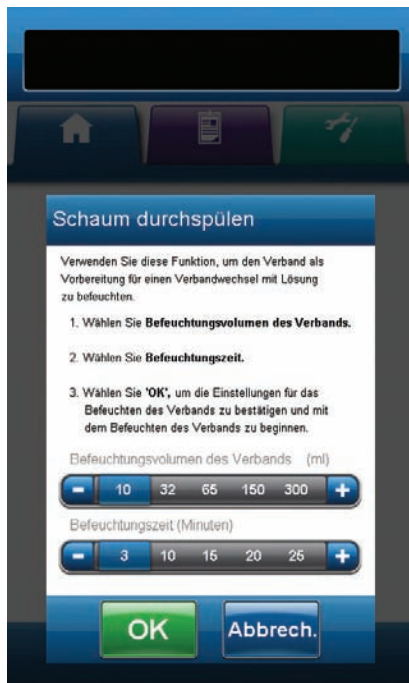 Schaum durchspülen
Verwenden Sie diese Funktion, um den Verband als
Vorbereitung für einen Verbandwechsel mit Lösung
zu befeuchten.
1. Wählen Sie Befeuchtungsvolumen des Verbands.
2. Wählen Sie Befeuchtungszeit.
3. Wählen Sie 'OK', um die Einstellungen für das
Befeuchten des Verbands zu bestätigen und mit
dem Befeuchten des Verbands zu beginnen.
Befeuchtungsvolumen des Verbands (ml)
- 10 32 65 150 300 +
Befeuchtungszeit (Minuten)
- 3 10 15 20 25 +
OK Abbrech.